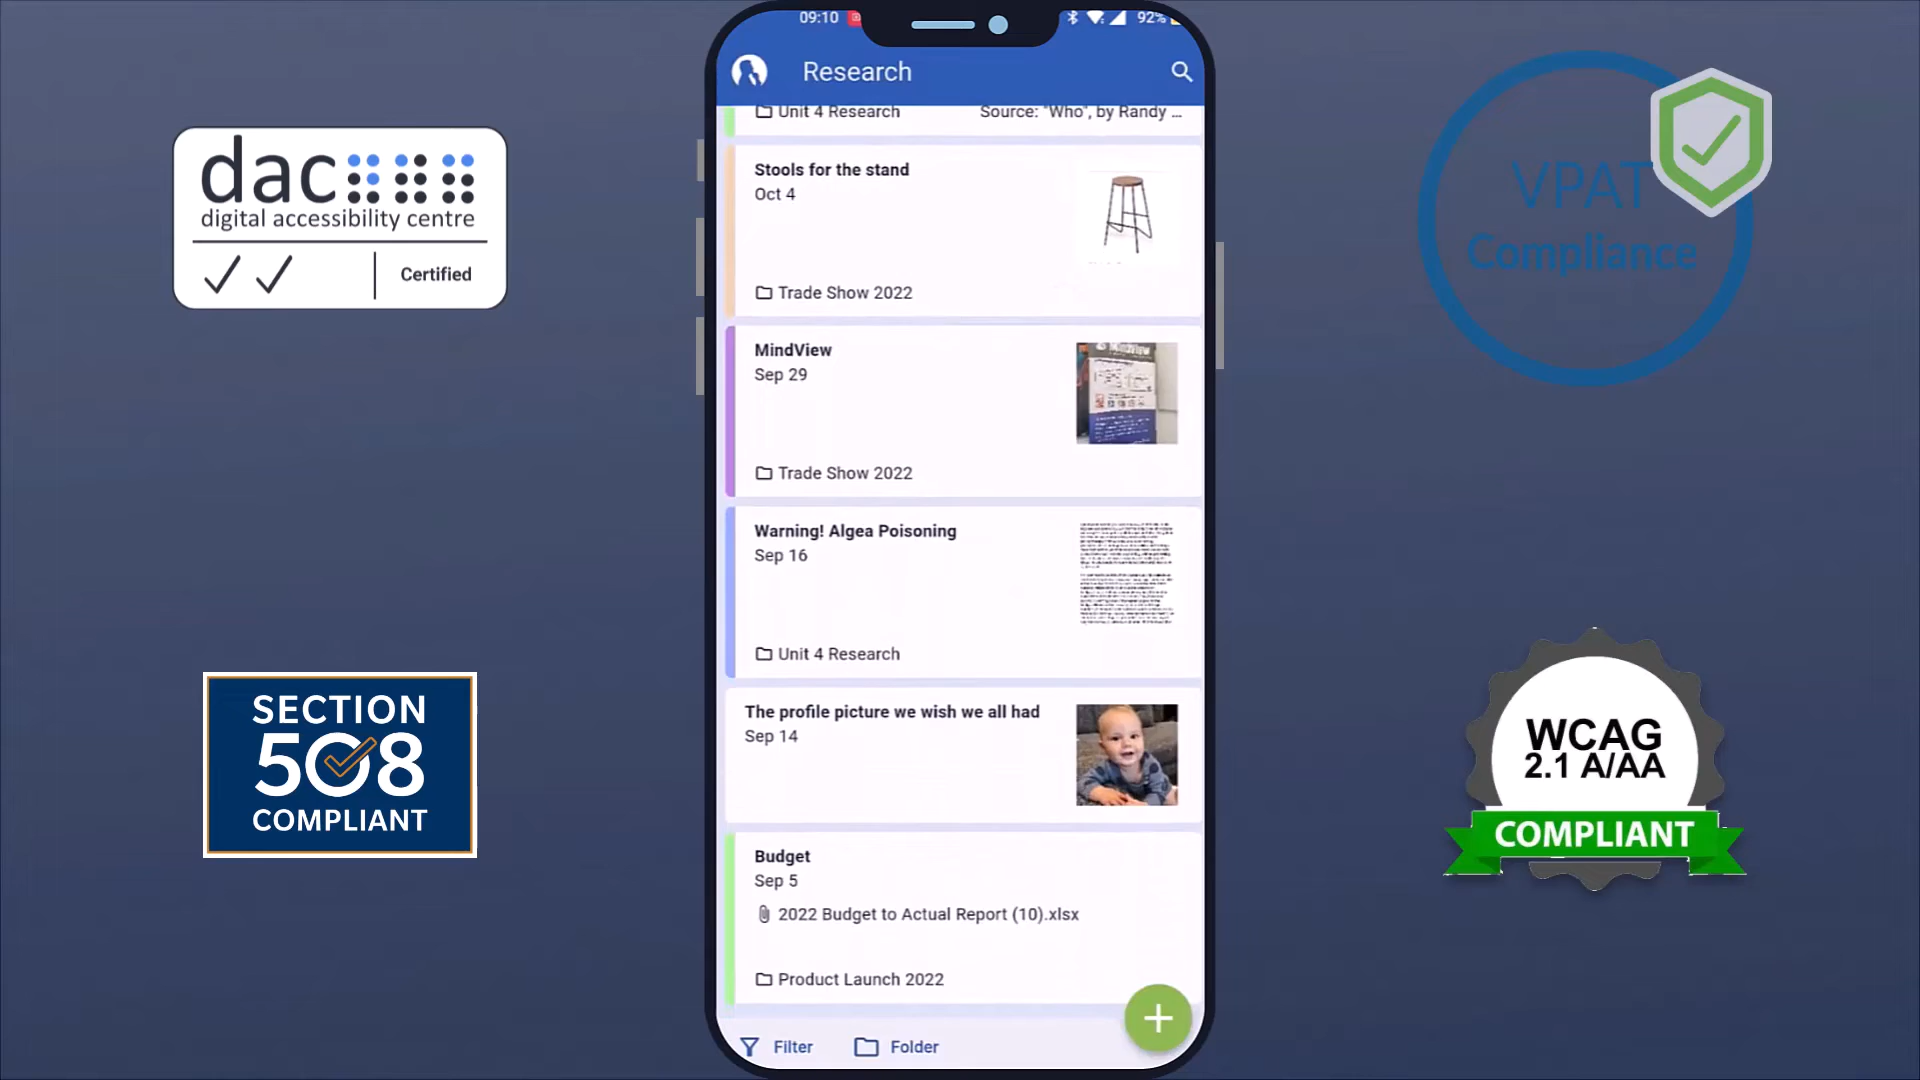 09:10
92%
Research
Unit 4 Research
Source: "Who", by Randy ...
Stools for the stand
Oct 4
Trade Show 2022
MindView
Sep 29
Trade Show 2022
Warning! Algea Poisoning
Sep 16
Unit 4 Research
The profile picture we wish we all had
Sep 14
Budget
Sep 5
2022 Budget to Actual Report (10).xlsx
Product Launch 2022
Filter
Folder
dac
digital accessibility centre
Certified
SECTION
508
COMPLIANT
VPAT
Compliance
WCAG
2.1 A/AA
COMPLIANT